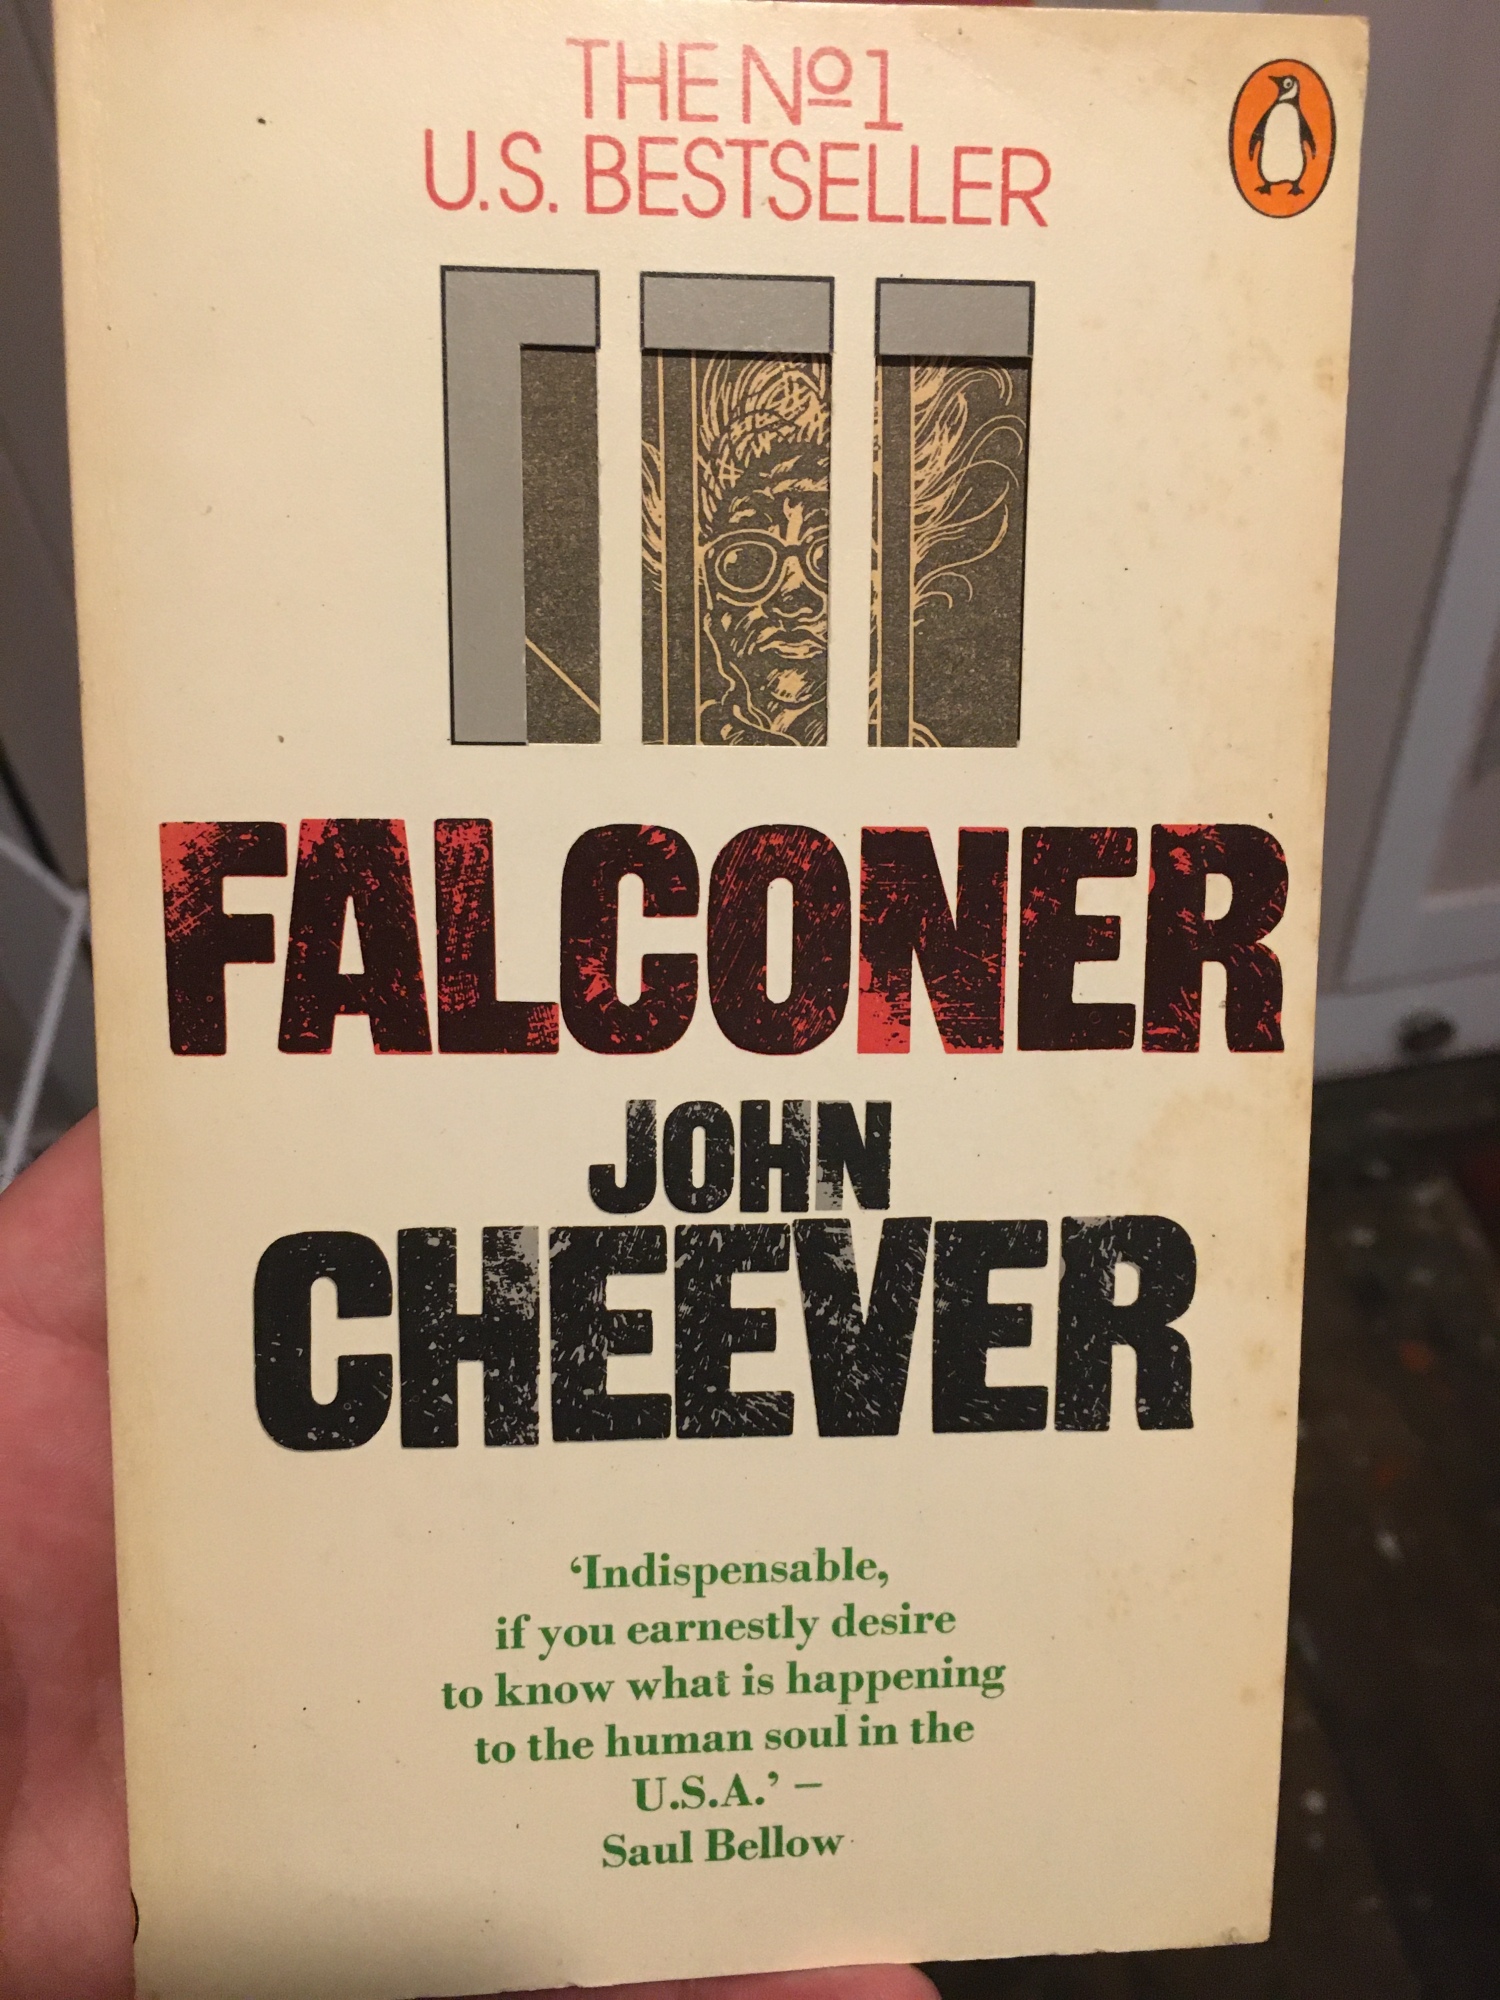 THE Nº1
U.S. BESTSELLER
FALCONER
JOHN
CHEEVER
‘Indispensable,
if you earnestly desire
to know what is happening
to the human soul in the
U.S.A.’ –
Saul Bellow